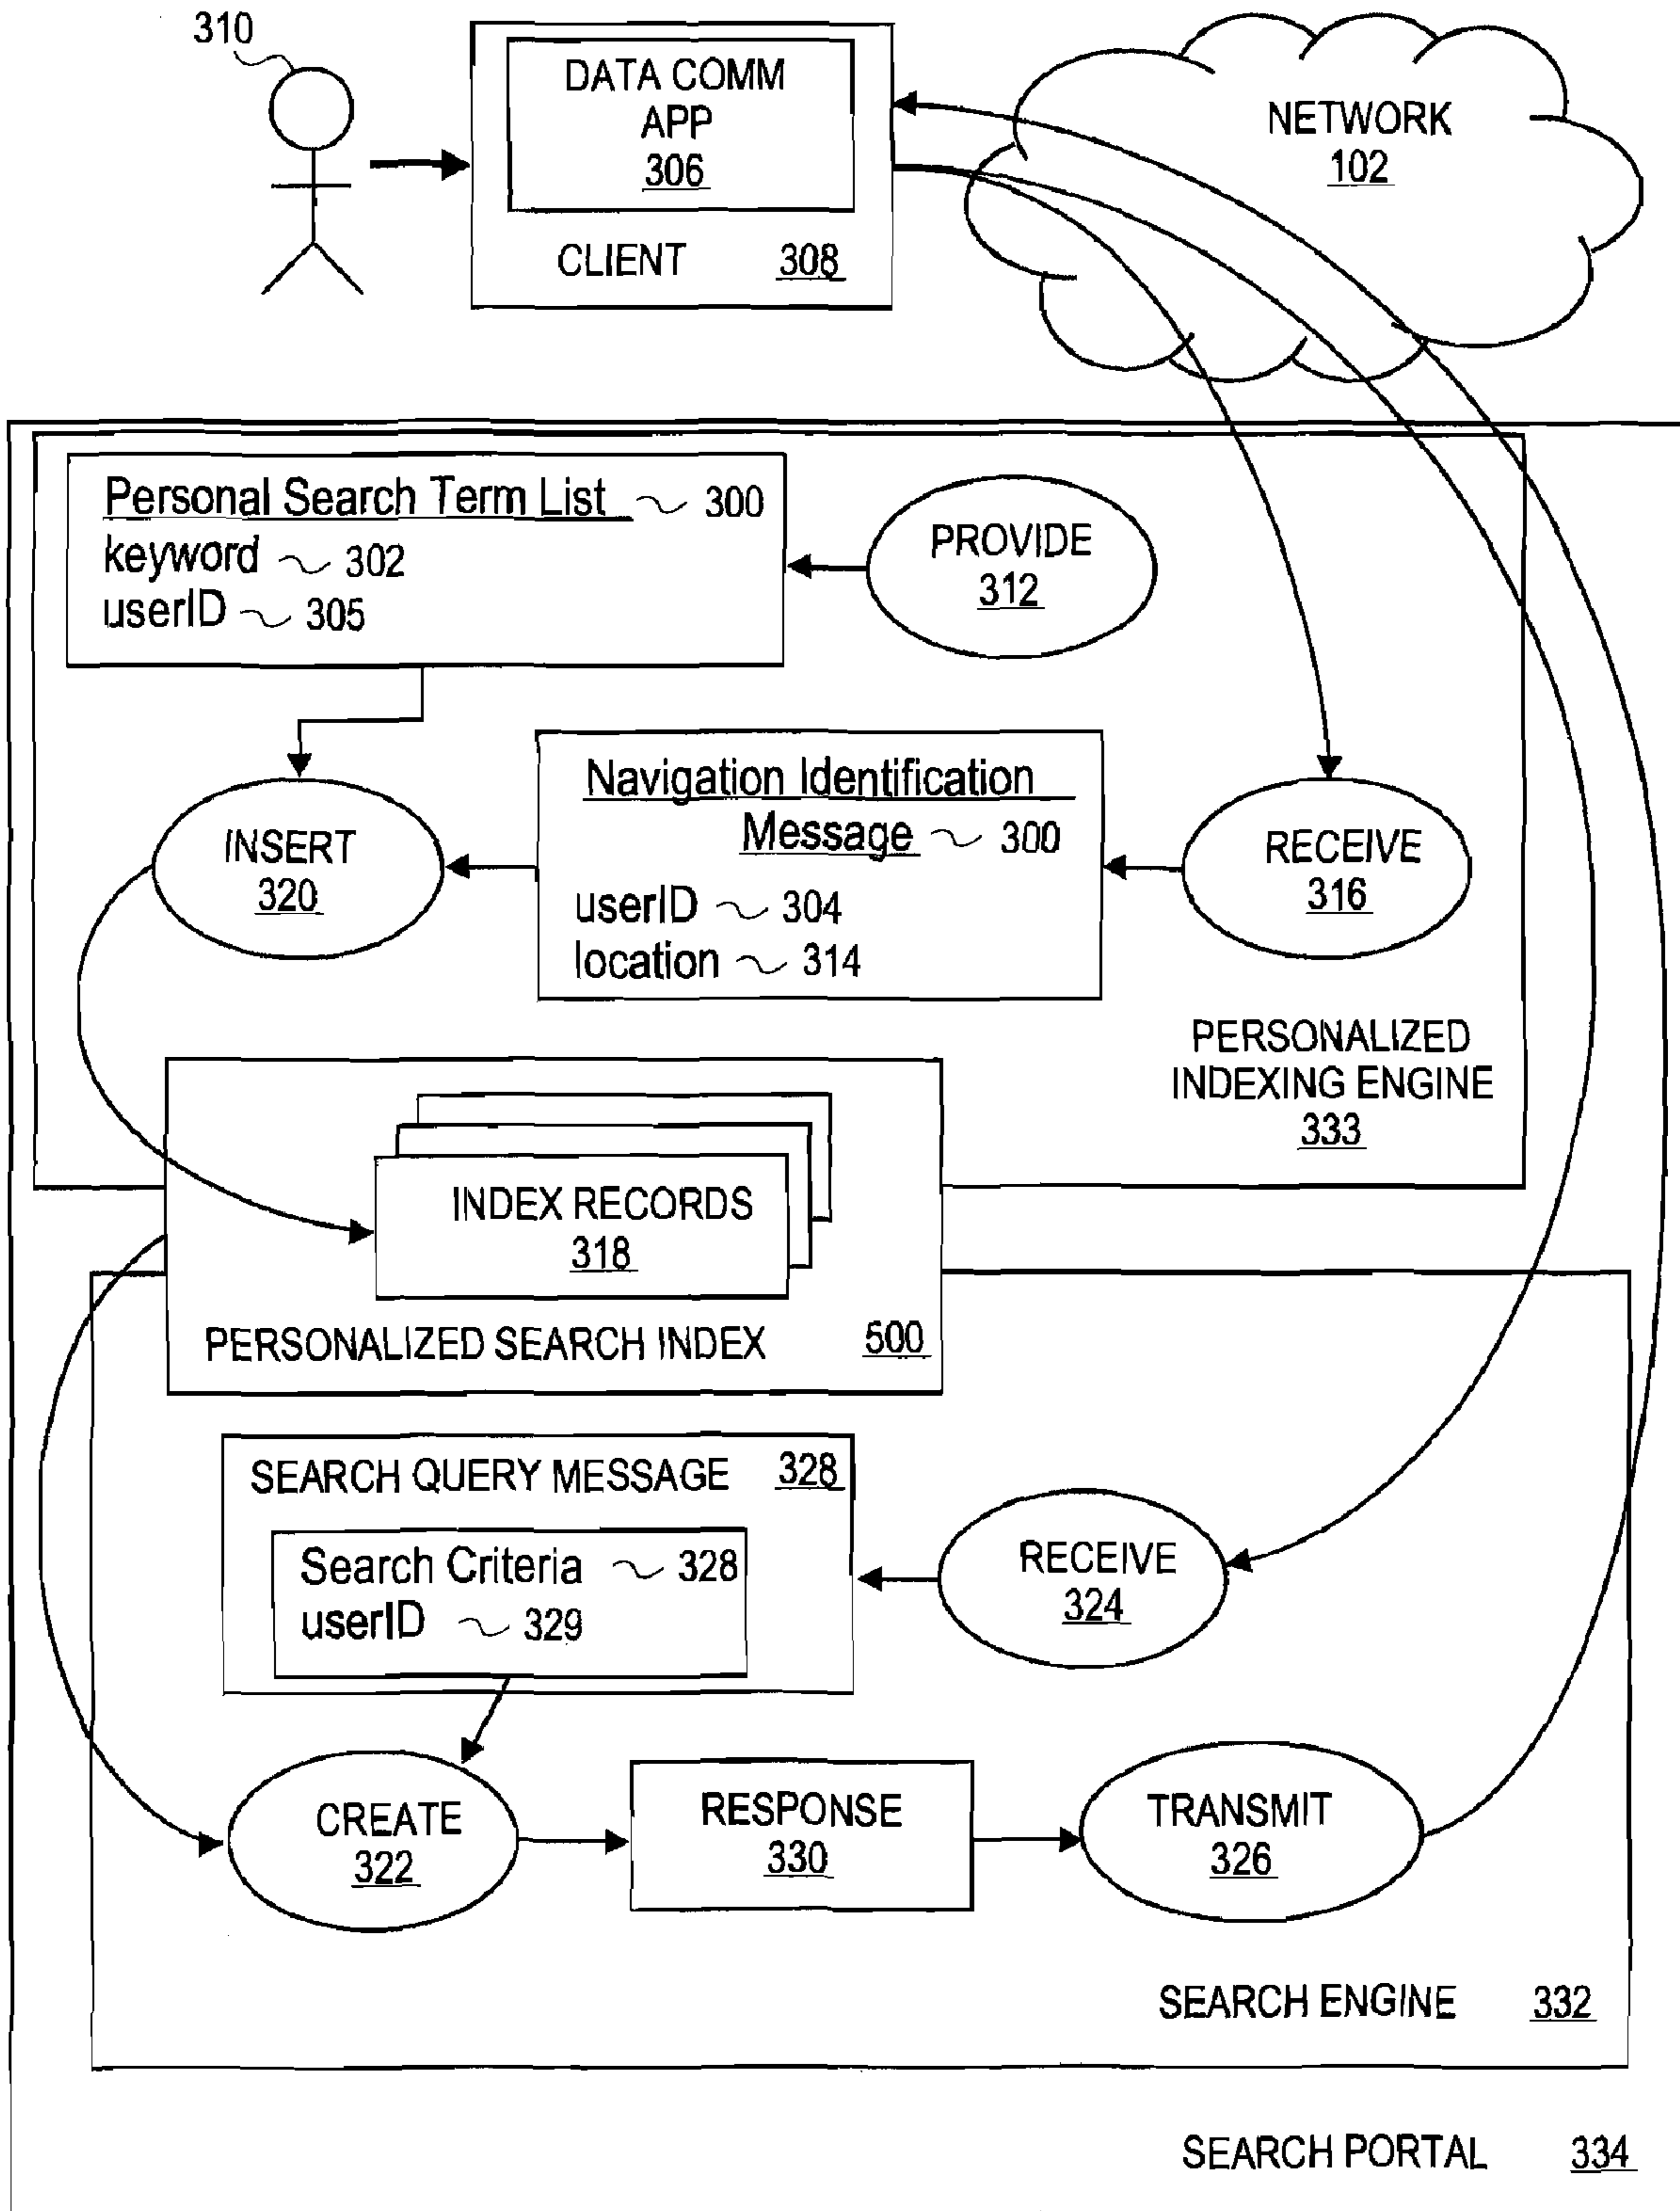 310
DATA COMM
APP
306
CLIENT 308
NETWORK
102
Personal Search Term List 300
keyword 302
userID 305
PROVIDE
312
INSERT
320
Navigation Identification
Message 300
userID 304
location 314
RECEIVE
316
PERSONALIZED
INDEXING ENGINE
333
INDEX RECORDS
318
PERSONALIZED SEARCH INDEX 500
SEARCH QUERY MESSAGE 328
Search Criteria 328
userID 329
RECEIVE
324
CREATE
322
RESPONSE
330
TRANSMIT
326
SEARCH ENGINE 332
SEARCH PORTAL 334